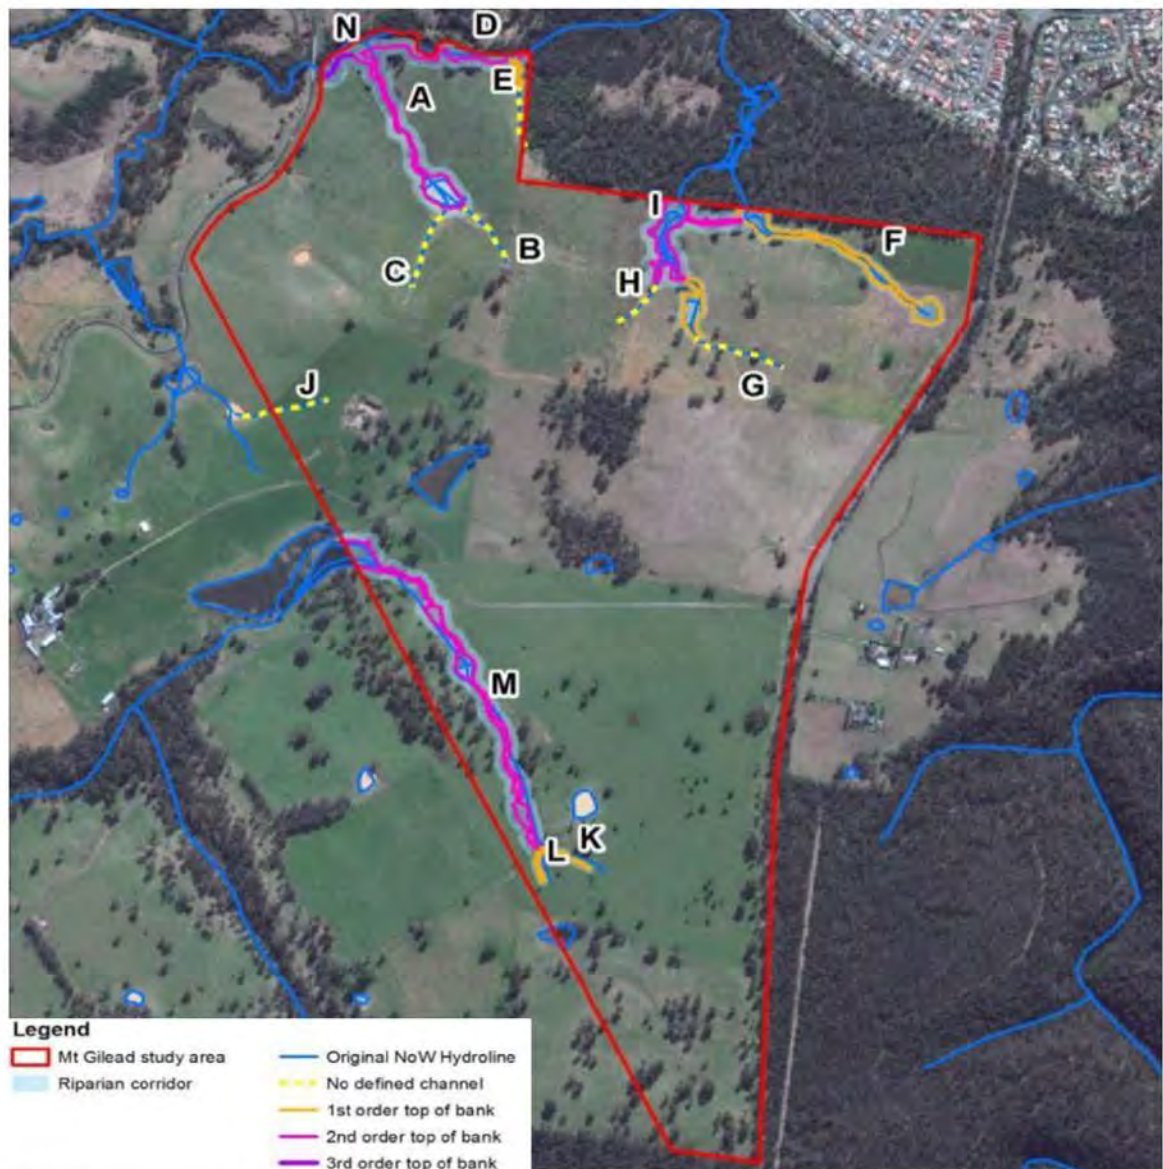 D
N
E
A
I
F
B
C
H
G
J
M
L
K
Legend
Mt Gilead study area
Riparian corridor
Original NoW Hydroline
No defined channel
1st order top of bank
2nd order top of bank
3rd order top of bank